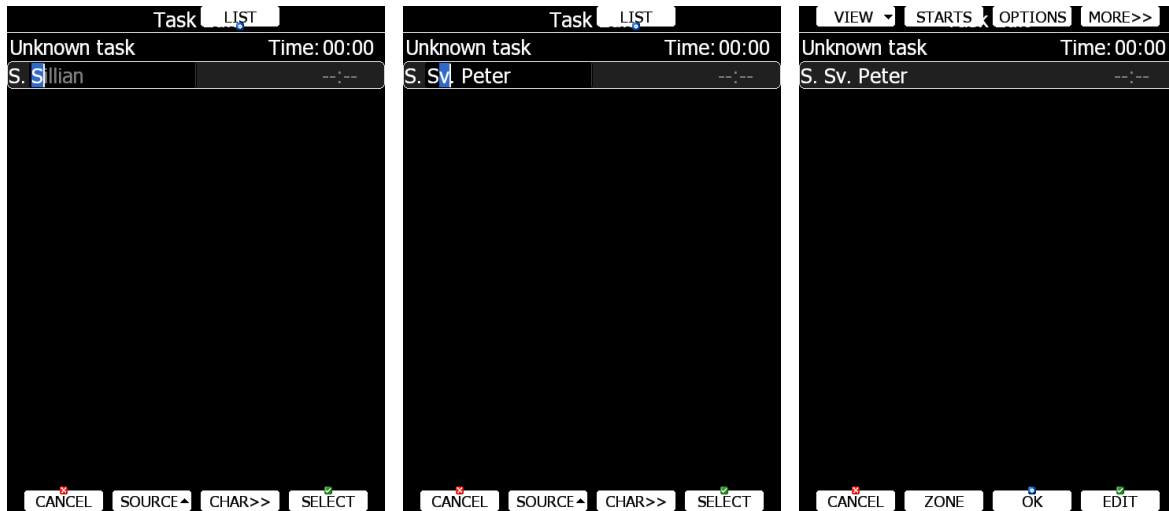 Task
LIST
Unknown task Time: 00:00
S. Sillian --:--
CANCEL SOURCE CHAR>> SELECT
Task
LIST
Unknown task Time: 00:00
S. Sv. Peter --:--
CANCEL SOURCE CHAR>> SELECT
VIEW STARTS OPTIONS MORE>>
Unknown task Time: 00:00
S. Sv. Peter --:--
CANCEL ZONE OK EDIT